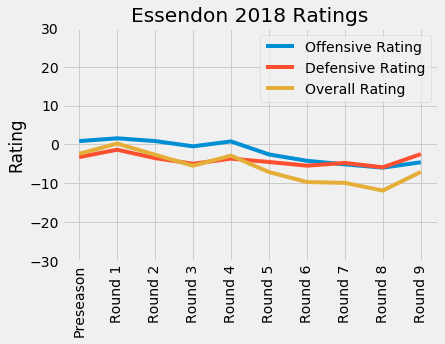 Essendon 2018 Ratings
Offensive Rating
Defensive Rating
Overall Rating
Rating
30
20
10
0
−10
−20
−30
Preseason
Round 1
Round 2
Round 3
Round 4
Round 5
Round 6
Round 7
Round 8
Round 9